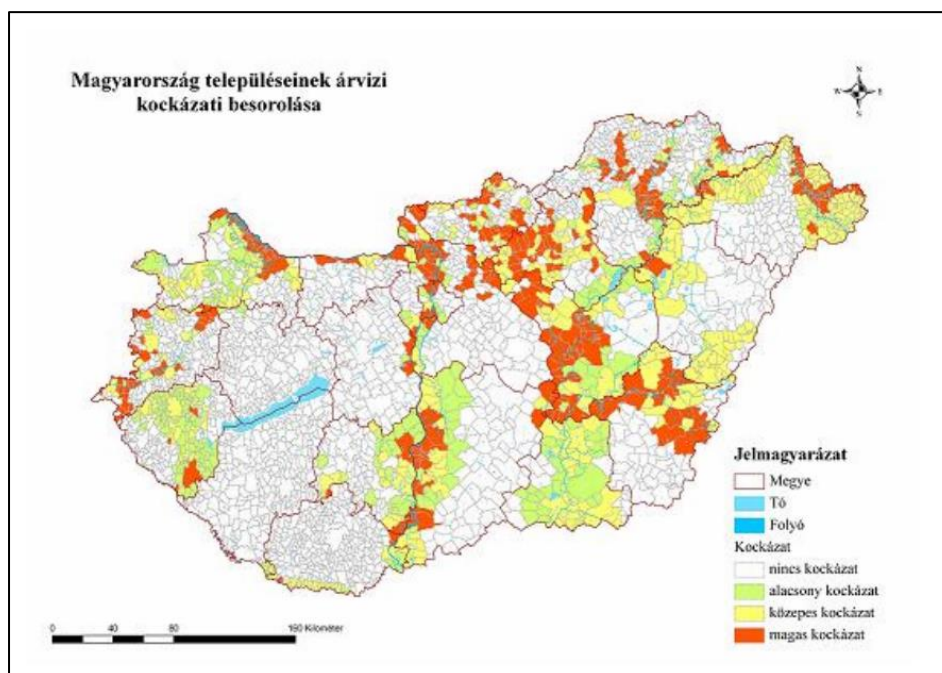 Magyarország településeinek árvizi
kockázati besorolása
N
W E
S
Jelmagyarázat
Megye
Tó
Folyó
Kockázat
nincs kockázat
alacsony kockázat
közepes kockázat
magas kockázat
0 40 80 160 Kilométer